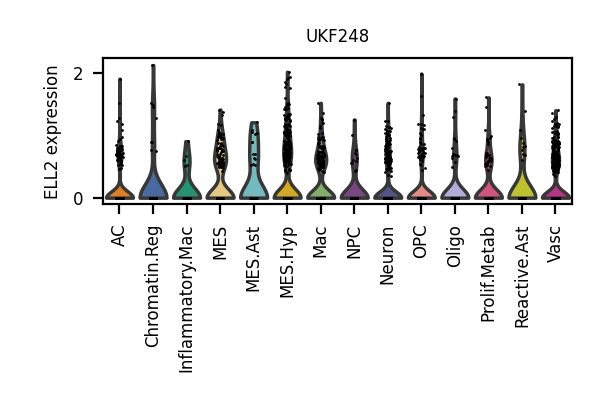 UKF248
ELL2 expression
2
0
AC
Chromatin.Reg
Inflammatory.Mac
MES
MES.Ast
MES.Hyp
Mac
NPC
Neuron
OPC
Oligo
Prolif.Metab
Reactive.Ast
Vasc